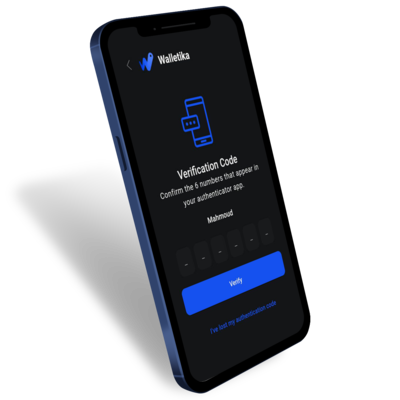 Walletika
Verification Code
Confirm the 6 numbers that appear in
your authenticator app.
Mahmoud
Verify
I've lost my authentication code